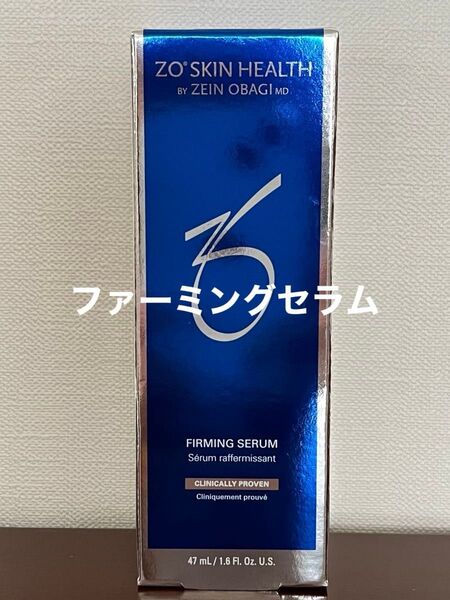 ZO® SKIN HEALTH
BY ZEIN OBAGI MD
ファーミングセラム
FIRMING SERUM
Sérum raffermissant
CLINICALLY PROVEN
Cliniquement prouvé
47 mL / 1.6 Fl. Oz. U.S.